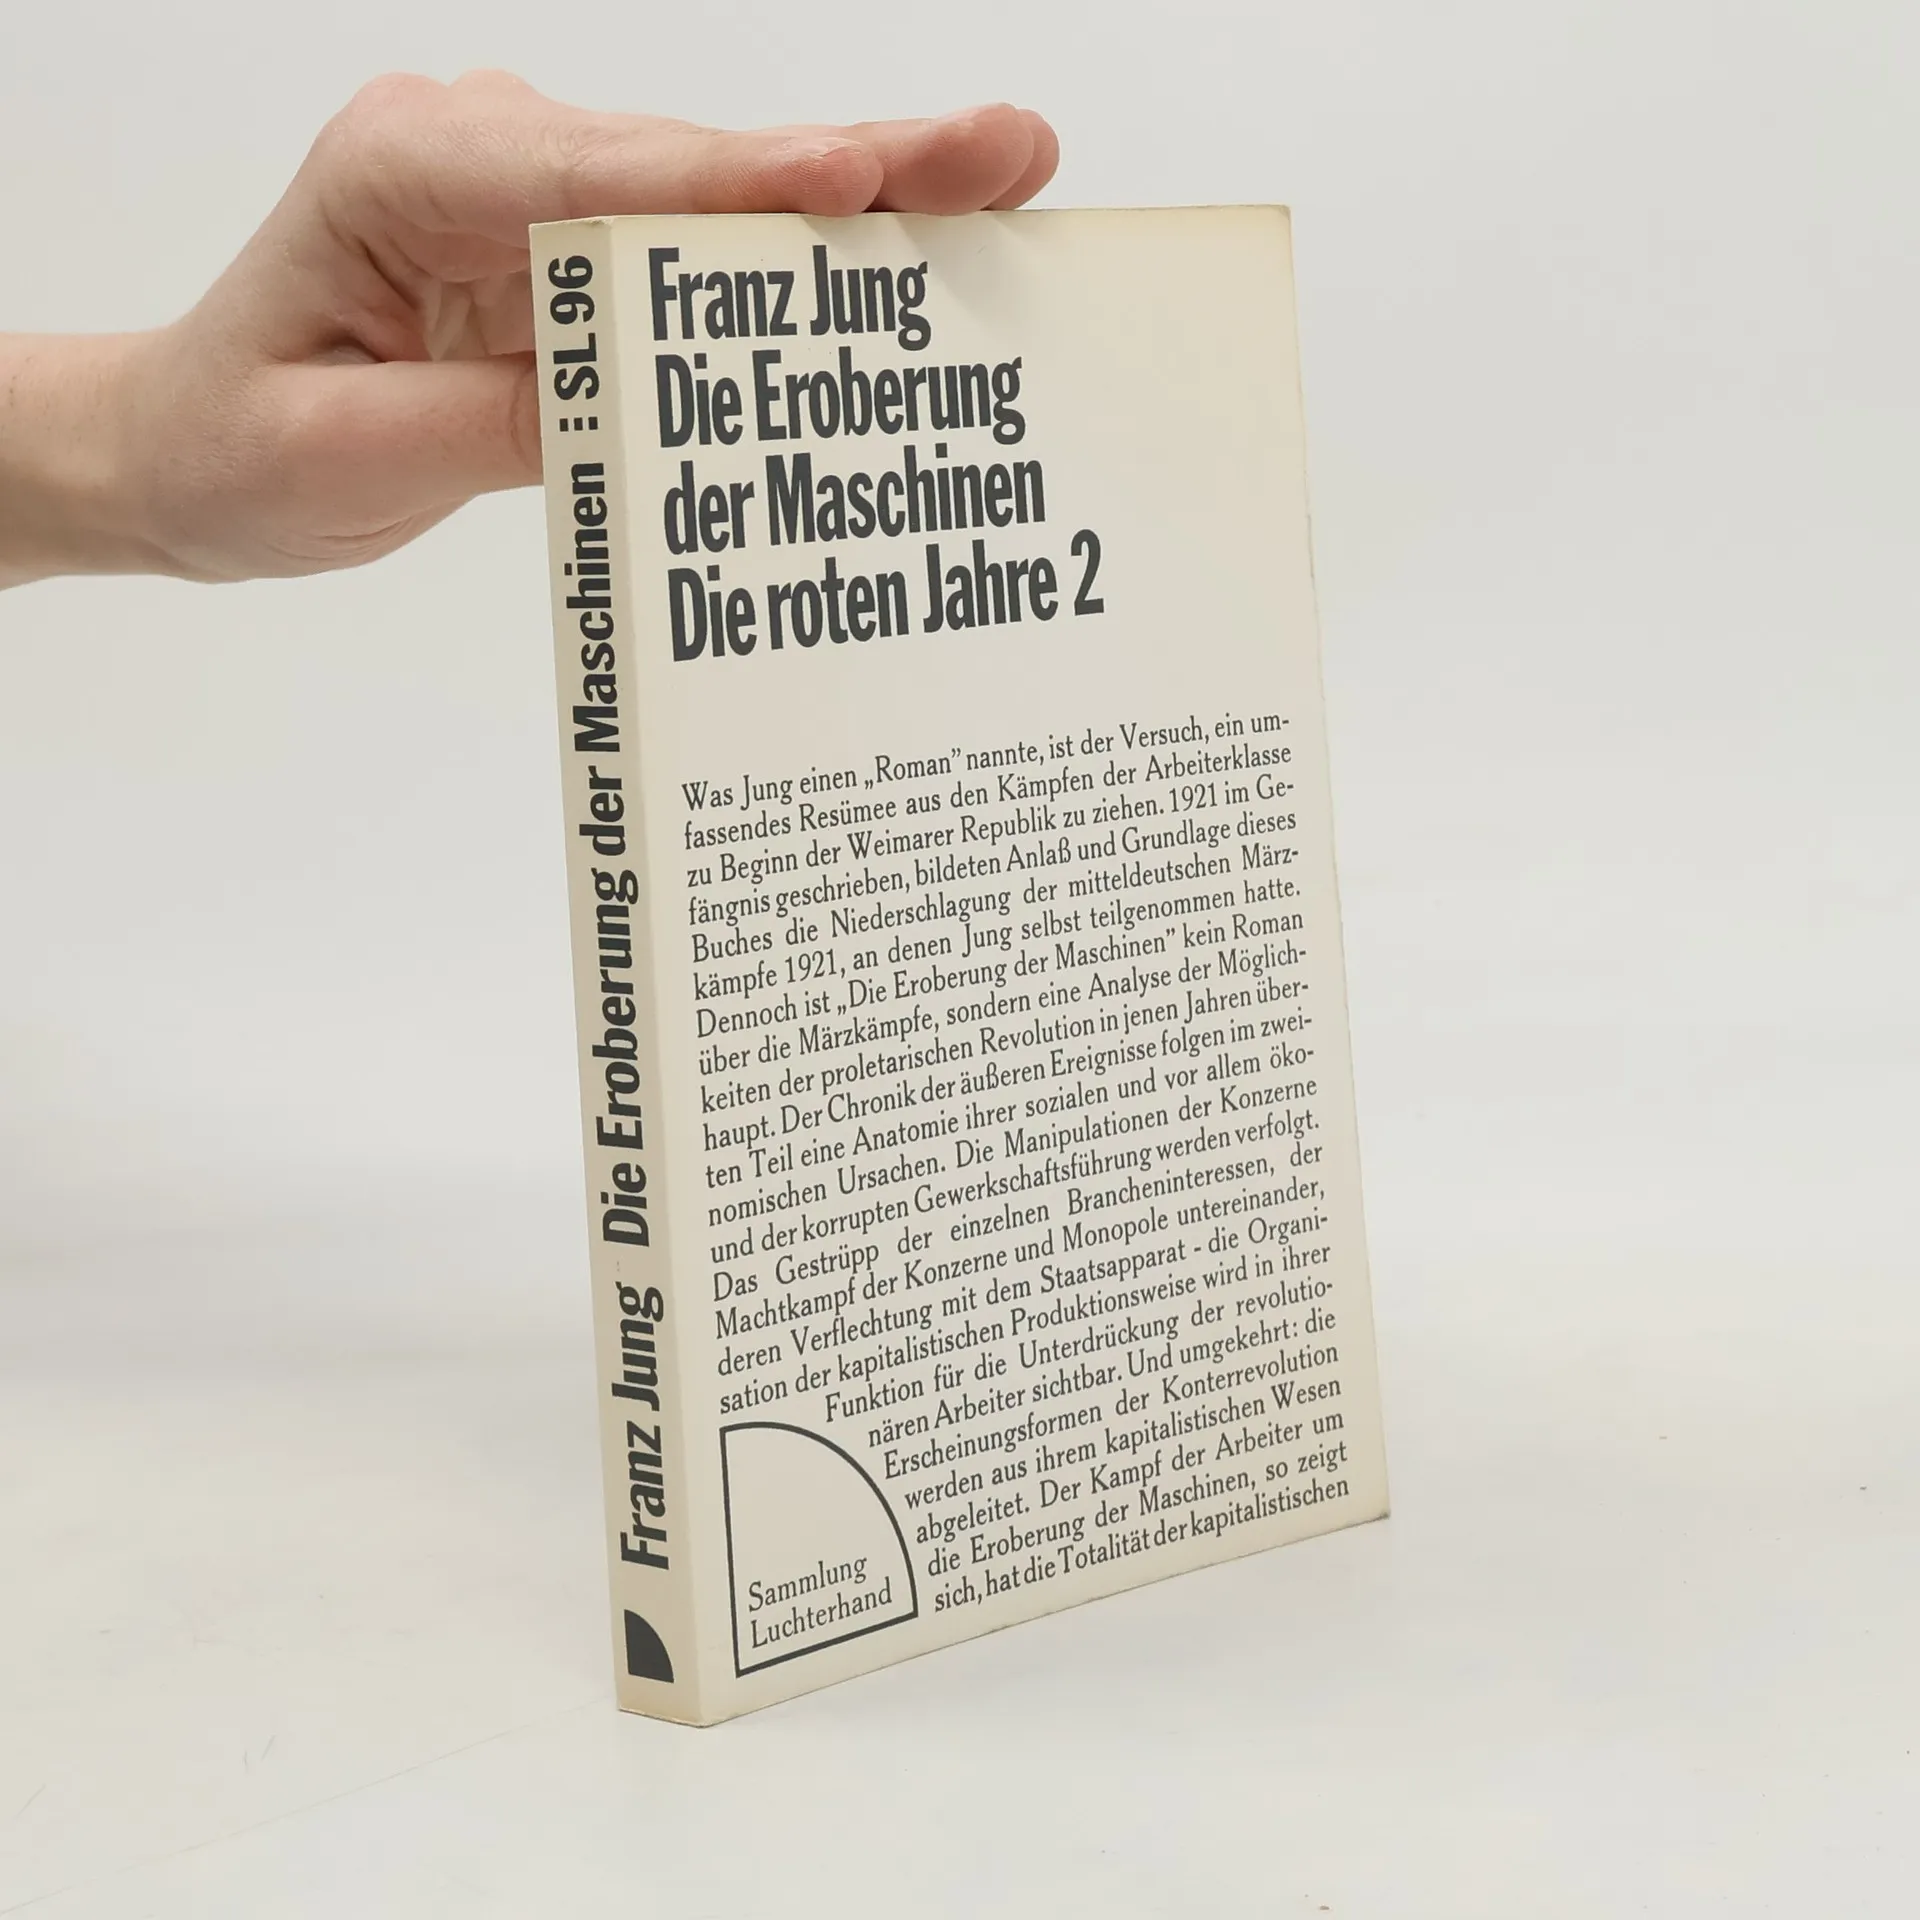 Franz Jung
Die Eroberung
der Maschinen
Die roten Jahre 2
Was Jung einen „Roman” nannte, ist der Versuch, ein um-
fassendes Resümee aus den Kämpfen der Arbeiterklasse
zu Beginn der Weimarer Republik zu ziehen. 1921 im Ge-
fängnis geschrieben, bildeten Anlaß und Grundlage dieses
Buches die Niederschlagung der mitteldeutschen März-
kämpfe 1921, an denen Jung selbst teilgenommen hatte.
Dennoch ist „Die Eroberung der Maschinen” kein Roman
über die Märzkämpfe, sondern eine Analyse der Möglich-
keiten der proletarischen Revolution in jenen Jahren über-
haupt. Der Chronik der äußeren Ereignisse folgen im zwei-
ten Teil eine Anatomie ihrer sozialen und vor allem öko-
nomischen Ursachen. Die Manipulationen der Konzerne
und der korrupten Gewerkschaftsführung werden verfolgt.
Das Gestrüpp der einzelnen Brancheninteressen, der
Machtkampf der Konzerne und Monopole untereinander,
deren Verflechtung mit dem Staatsapparat - die Organi-
sation der kapitalistischen Produktionsweise wird in ihrer
Funktion für die Unterdrückung der revolutio-
nären Arbeiter sichtbar. Und umgekehrt: die
Erscheinungsformen der Konterrevolution
werden aus ihrem kapitalistischen Wesen
abgeleitet. Der Kampf der Arbeiter um
die Eroberung der Maschinen, so zeigt
sich, hat die Totalität der kapitalistischen
Sammlung
Luchterhand
Franz Jung Die Eroberung der Maschinen SL 96